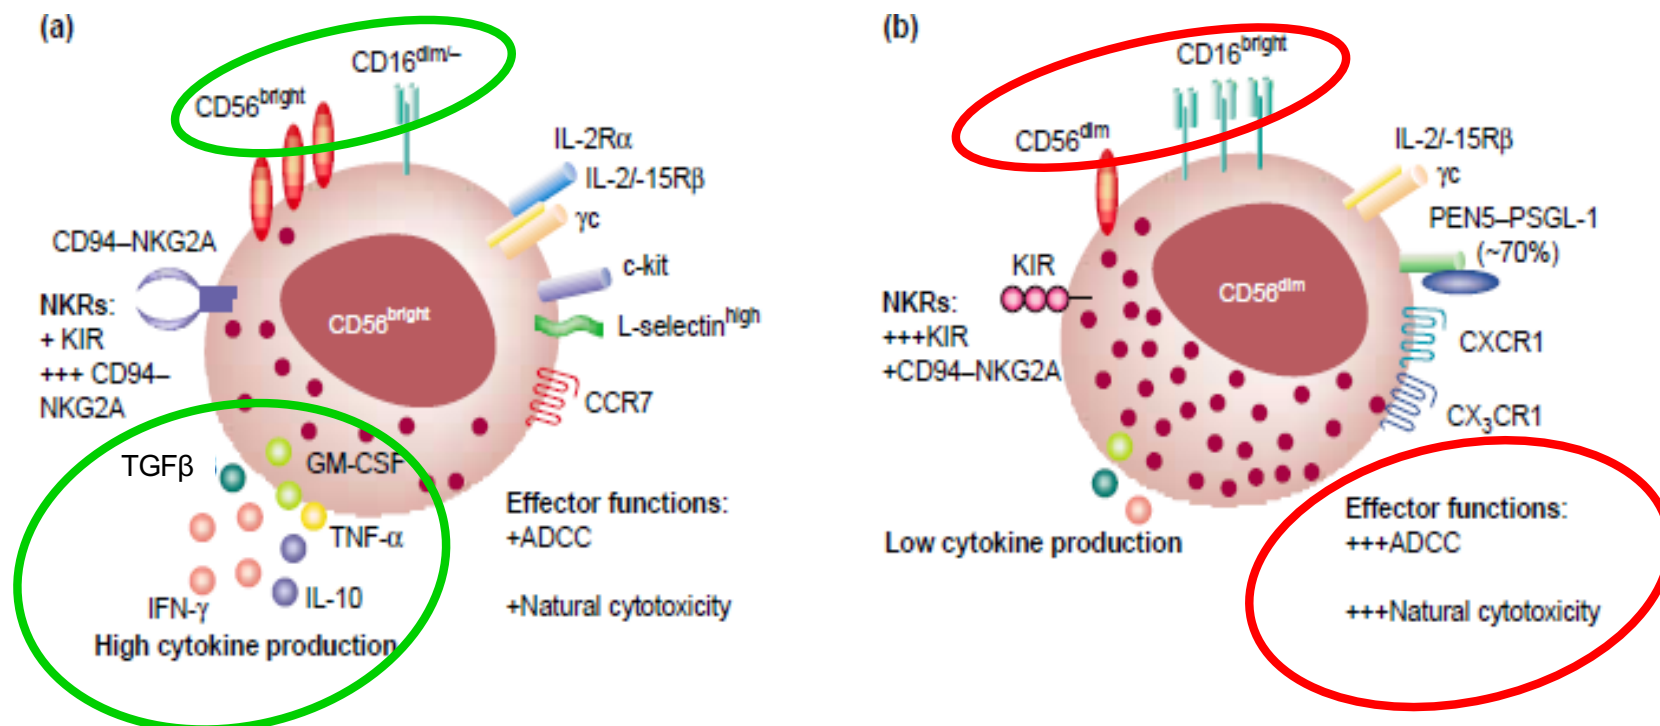 (a)
CD16dim/–
CD56bright
IL-2Rα
IL-2/-15Rβ
γc
CD94–NKG2A
c-kit
NKRs:
+ KIR
+++ CD94–
NKG2A
CD56bright
L-selectinhigh
CCR7
TGFβ
GM-CSF
TNF-α
IFN-γ
IL-10
High cytokine production
Effector functions:
+ADCC
+Natural cytotoxicity
(b)
CD16bright
CD56dim
IL-2/-15Rβ
γc
PEN5–PSGL-1
(~70%)
KIR
NKRs:
+++KIR
+CD94–NKG2A
CD56dim
CXCR1
CX3CR1
Low cytokine production
Effector functions:
+++ADCC
+++Natural cytotoxicity